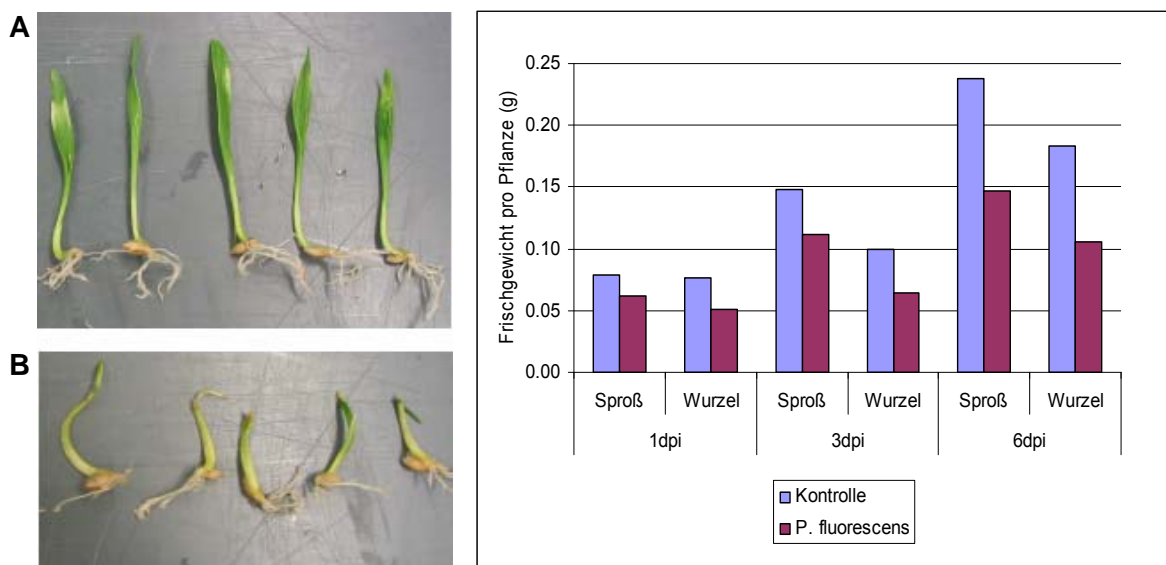 A
B
Frischgewicht pro Pflanze (g)
0.25
0.20
0.15
0.10
0.05
0.00
Sproß Wurzel Sproß Wurzel Sproß Wurzel
1dpi 3dpi 6dpi
Kontrolle
P. fluorescens